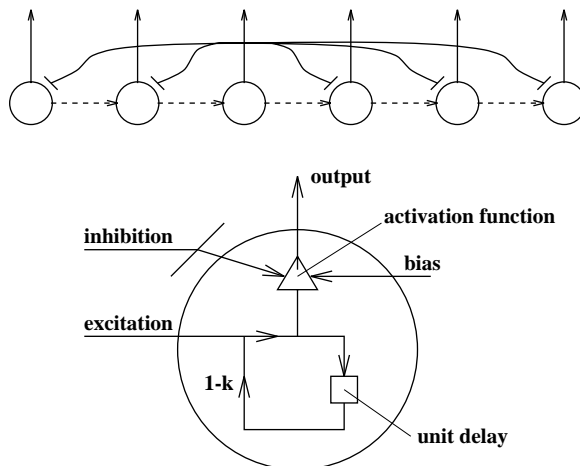 output
activation function
inhibition
bias
excitation
1-k
unit delay